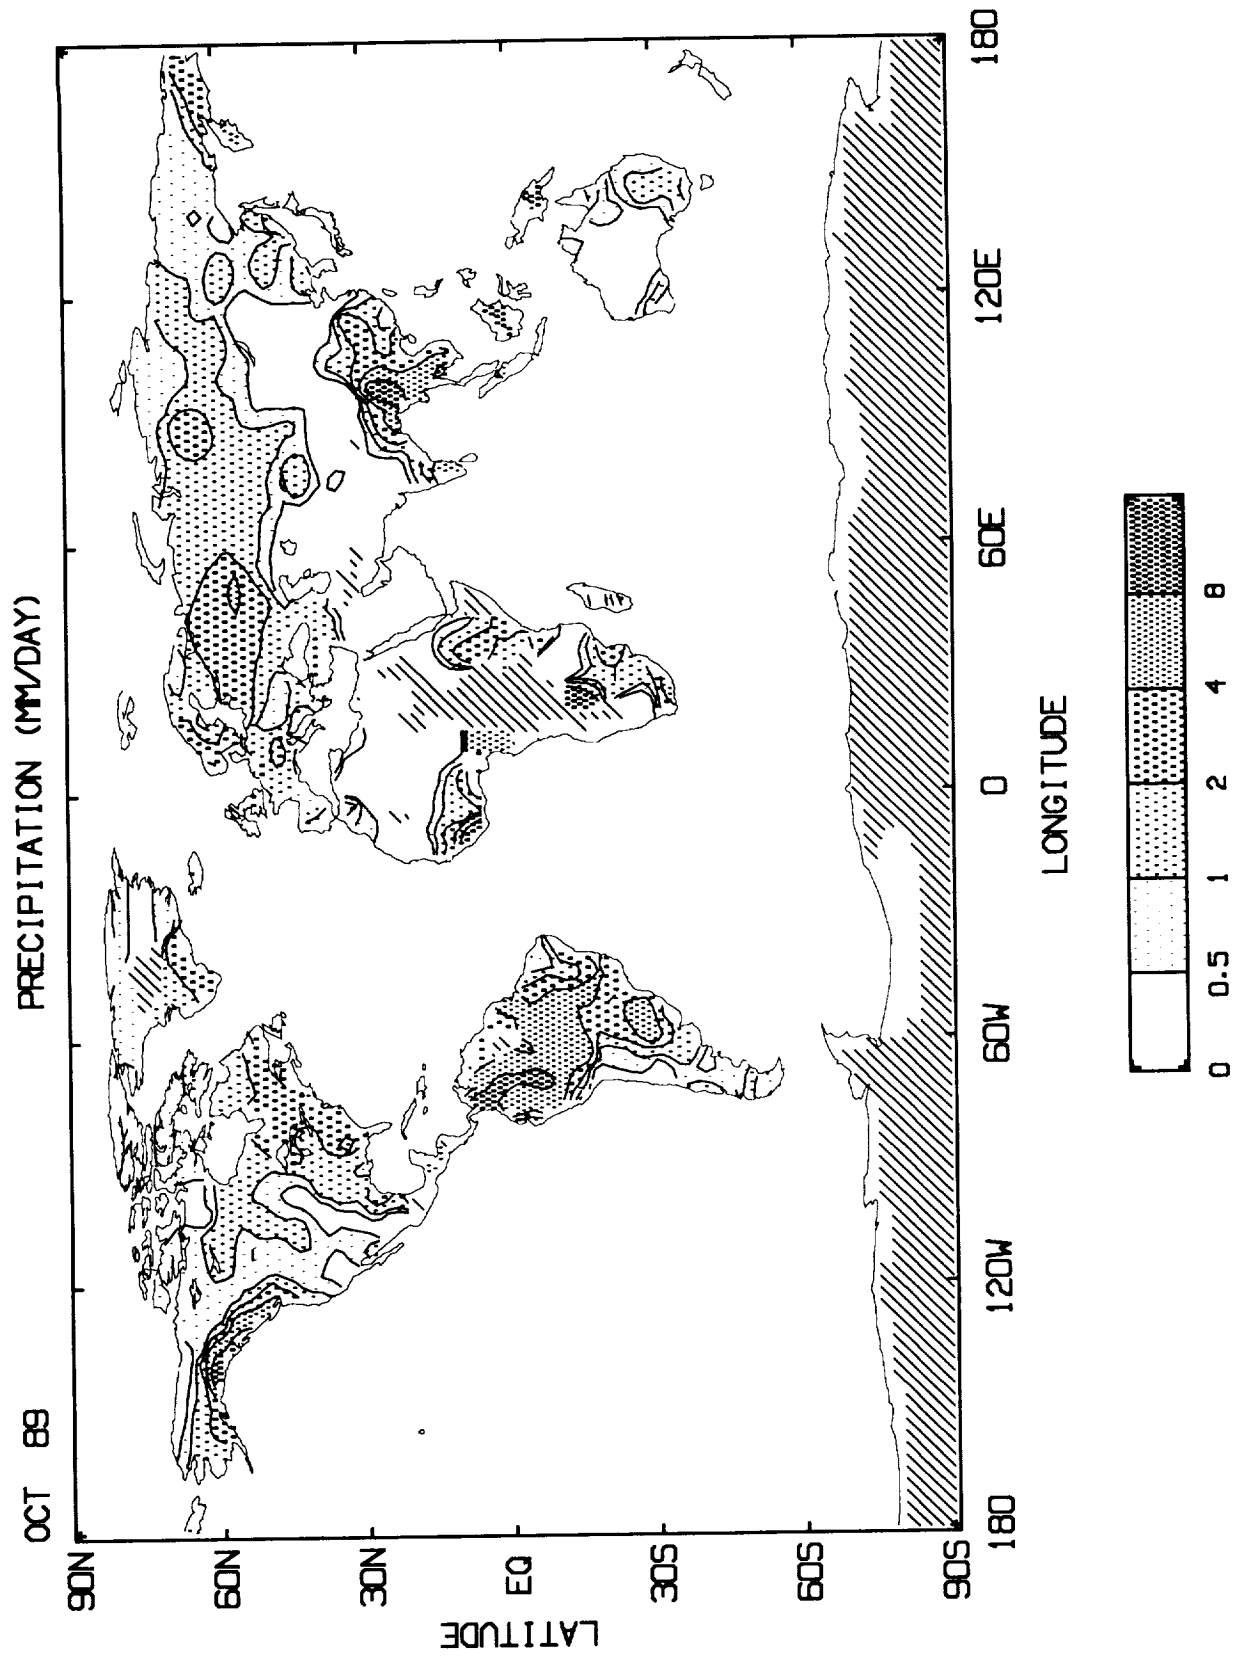 PRECIPITATION (MM/DAY)
OCT 89
90N
60N
30N
EQ
30S
60S
90S
LATITUDE
180
120W
60W
0
60E
120E
180
LONGITUDE
0
0.5
1
2
4
8